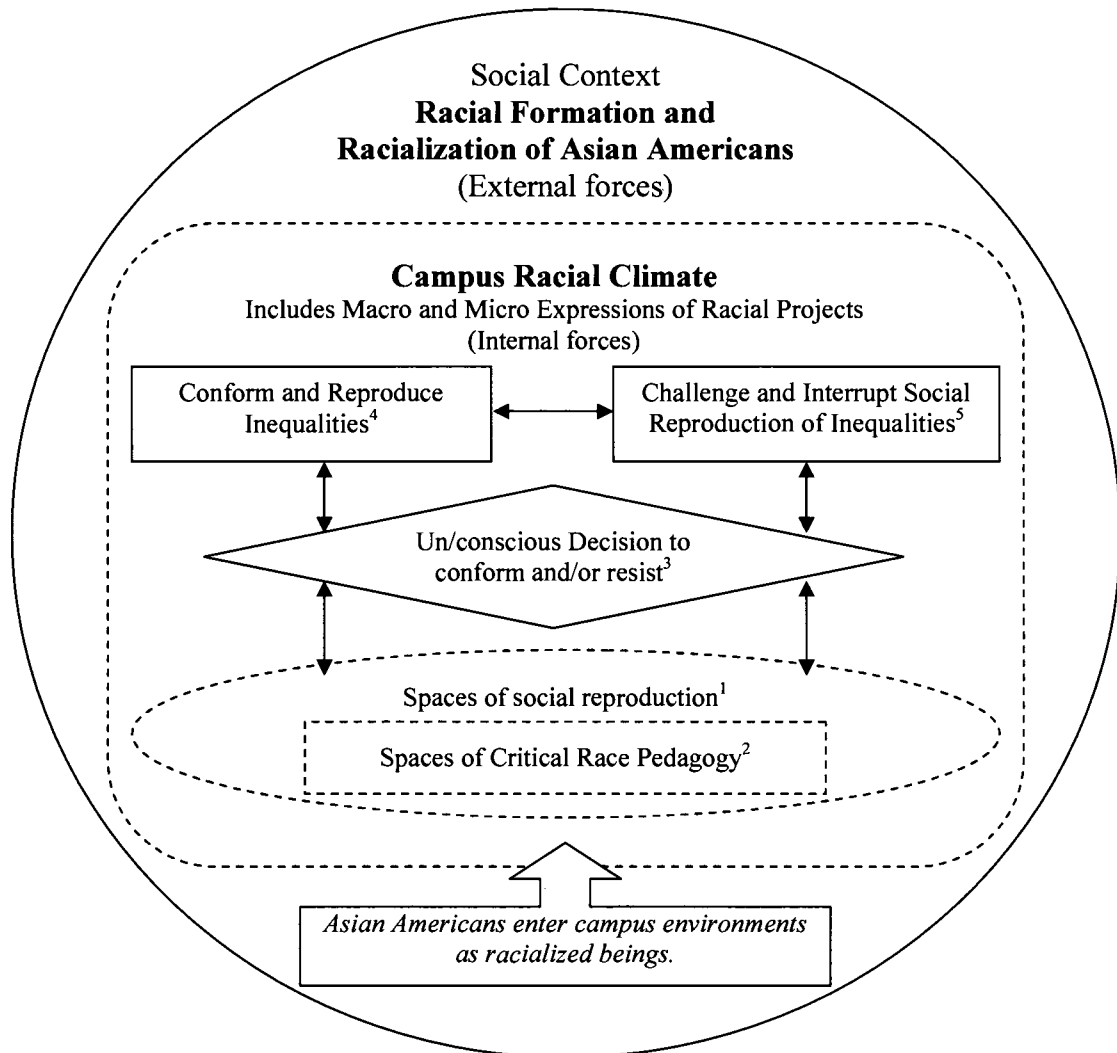 Social Context
Racial Formation and
Racialization of Asian Americans
(External forces)
Campus Racial Climate
Includes Macro and Micro Expressions of Racial Projects
(Internal forces)
Conform and Reproduce
Inequalities⁴
Challenge and Interrupt Social
Reproduction of Inequalities⁵
Un/conscious Decision to
conform and/or resist³
Spaces of social reproduction¹
Spaces of Critical Race Pedagogy²
Asian Americans enter campus environments
as racialized beings.